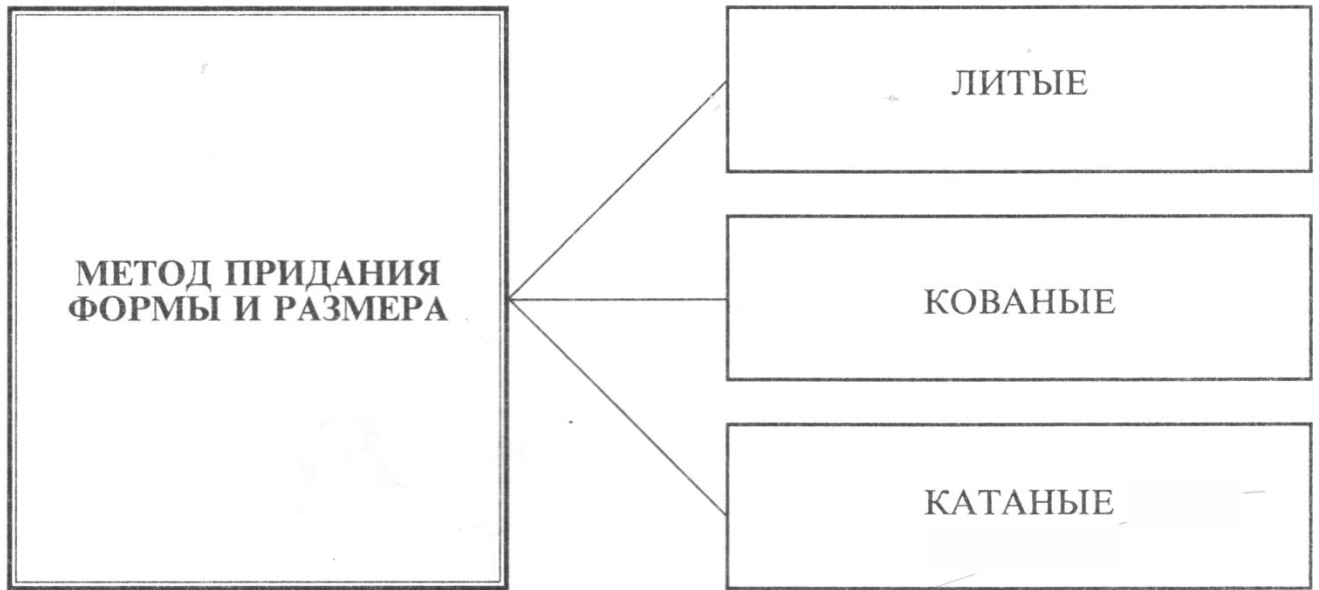 МЕТОД ПРИДАНИЯ
ФОРМЫ И РАЗМЕРА
ЛИТЫЕ
КОВАНЫЕ
КАТАНЫЕ